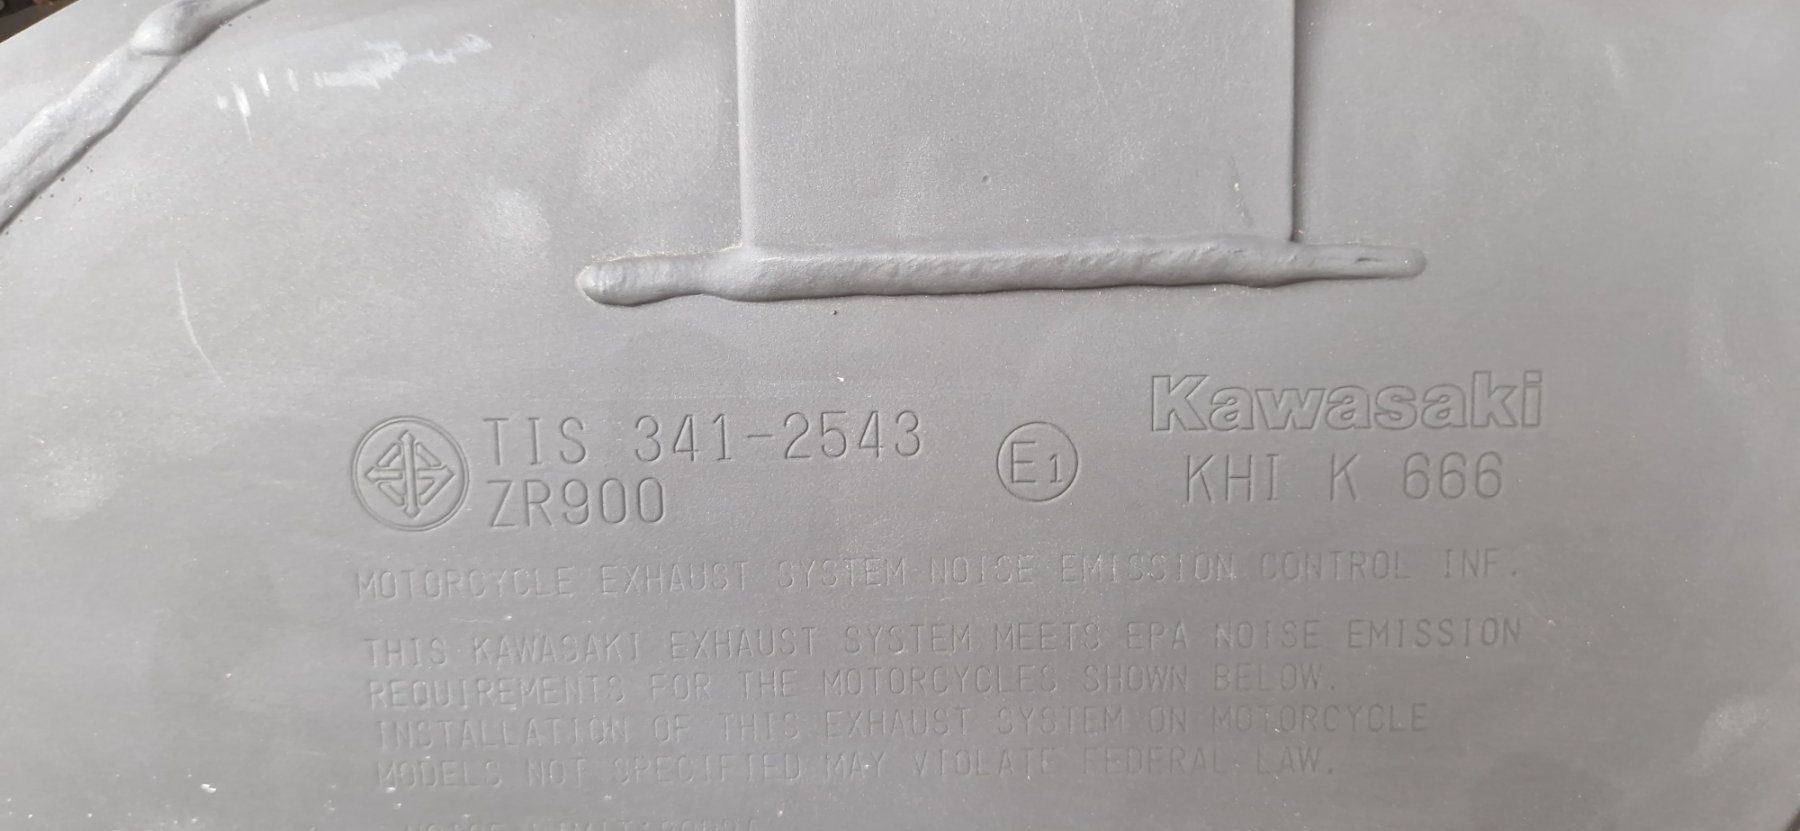 TIS 341-2543
ZR900
E1
Kawasaki
KHI K 666
MOTORCYCLE EXHAUST SYSTEM NOISE EMISSION CONTROL INF.
THIS KAWASAKI EXHAUST SYSTEM MEETS EPA NOISE EMISSION
REQUIREMENTS FOR THE MOTORCYCLES SHOWN BELOW.
INSTALLATION OF THIS EXHAUST SYSTEM ON MOTORCYCLE
MODELS NOT SPECIFIED MAY VIOLATE FEDERAL LAW.